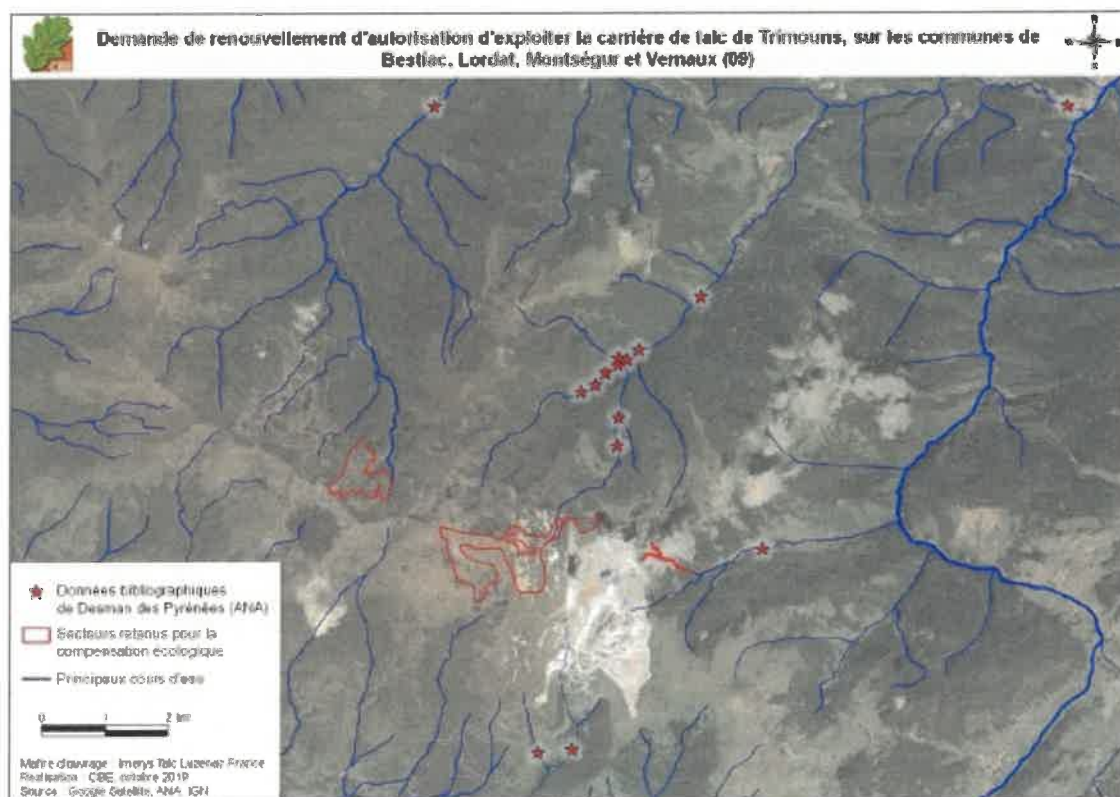 Demande de renouvellement d'autorisation d'exploiter la carrière de talc de Trimouns, sur les communes de
Bestiac, Lordat, Montségur et Vernaux (09)
N
S
Données bibliographiques
de Desman des Pyrénées (ANA)
Secteurs retenus pour la
compensation écologique
Principaux cours d'eau
0 1 2 km
Maître d'ouvrage : Imerys Talc Luzenac France
Réalisation : CBE, octobre 2019
Source : Google Satellite, ANA, IGN